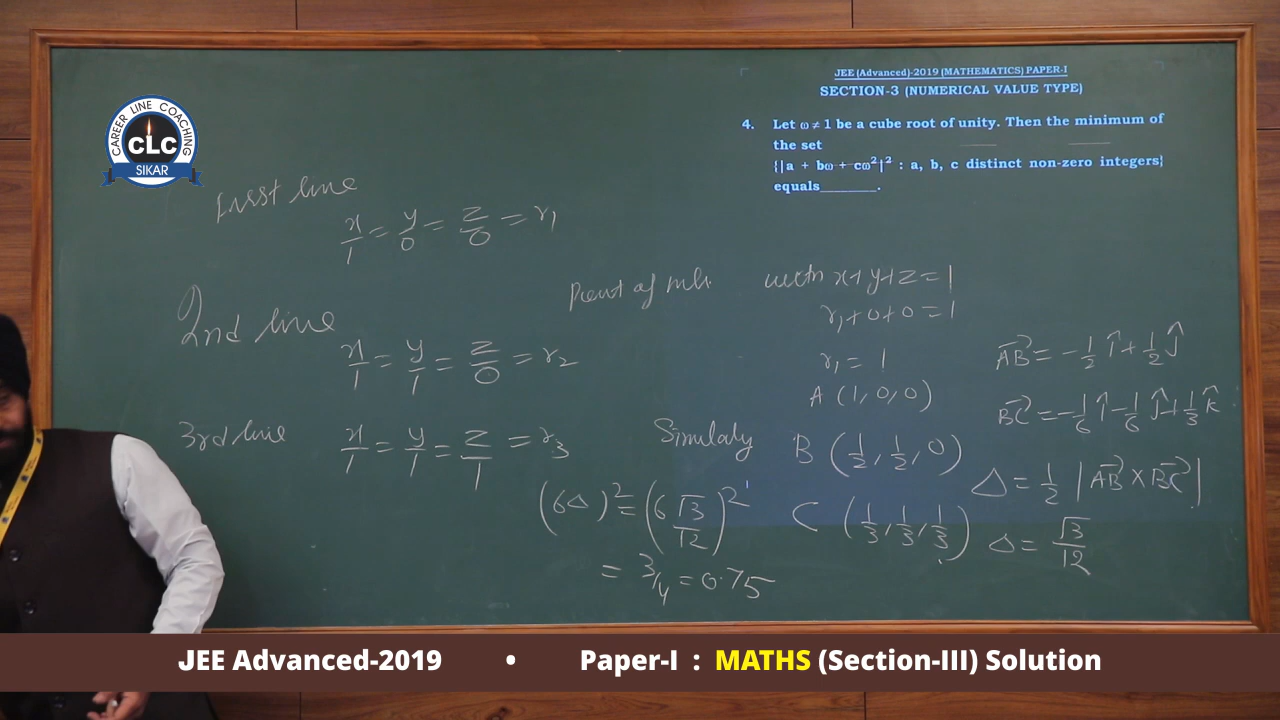 JEE (Advanced)-2019 (MATHEMATICS) PAPER-I
SECTION-3 (NUMERICAL VALUE TYPE)
4. Let ω ≠ 1 be a cube root of unity. Then the minimum of
the set
{|a + bω + cω²|² : a, b, c distinct non-zero integers}
equals______.
CAREER LINE COACHING
CLC
SIKAR
first line
x/1 = y/0 = z/0 = r₁
2nd line
x/1 = y/1 = z/0 = r₂
3rd line
x/1 = y/1 = z/1 = r₃
Point of with x+y+z=1
r₁+0+0=1
r₁ = 1
A (1,0,0)
Similaly B (1/2, 1/2, 0)
C (1/3, 1/3, 1/3)
(6Δ)² = (6 √3/12)²
= 3/4 = 0.75
AB→ = -1/2 î + 1/2 ĵ
BC→ = -1/6 î - 1/6 ĵ + 1/3 k̂
Δ = 1/2 |AB→ × BC→|
Δ = √3/12
JEE Advanced-2019 • Paper-I : MATHS (Section-III) Solution